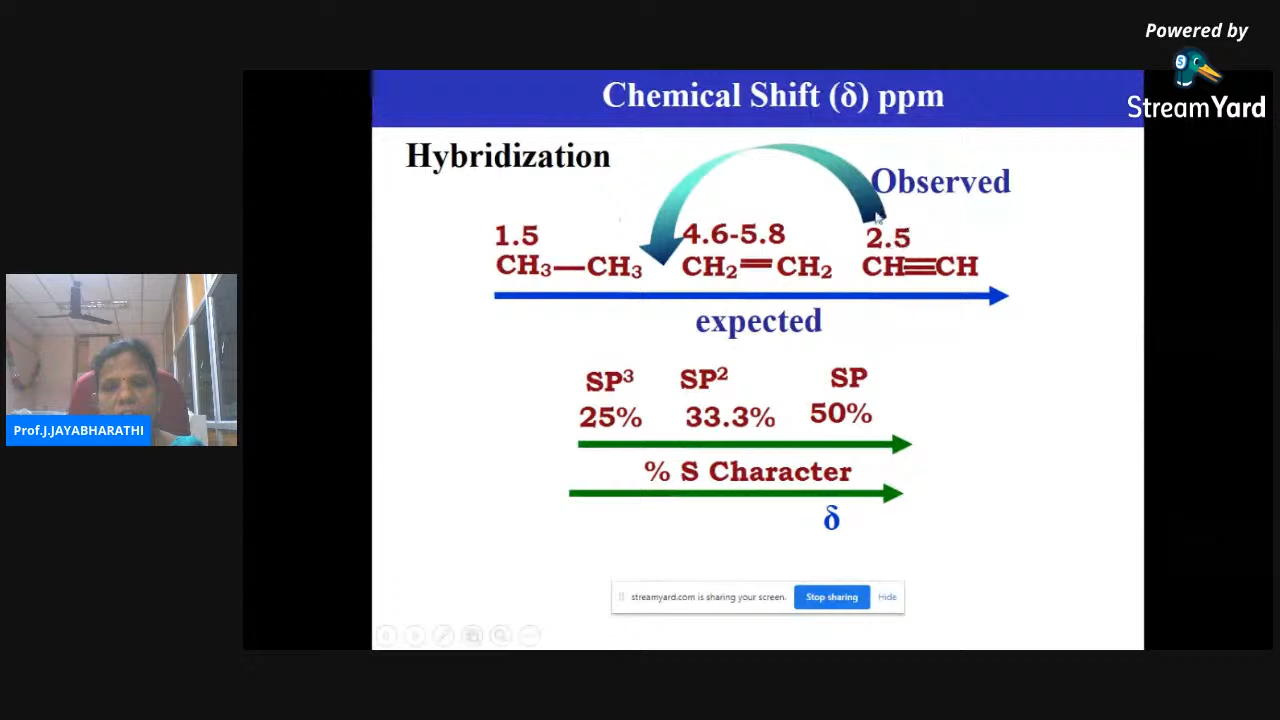 Powered by
StreamYard
Chemical Shift (δ) ppm
Hybridization
Observed
1.5 4.6-5.8 2.5
CH₃—CH₃ CH₂═CH₂ CH≡CH
expected
SP³ SP² SP
25% 33.3% 50%
% S Character
δ
Prof.J.JAYABHARATHI
streamyard.com is sharing your screen. Stop sharing Hide